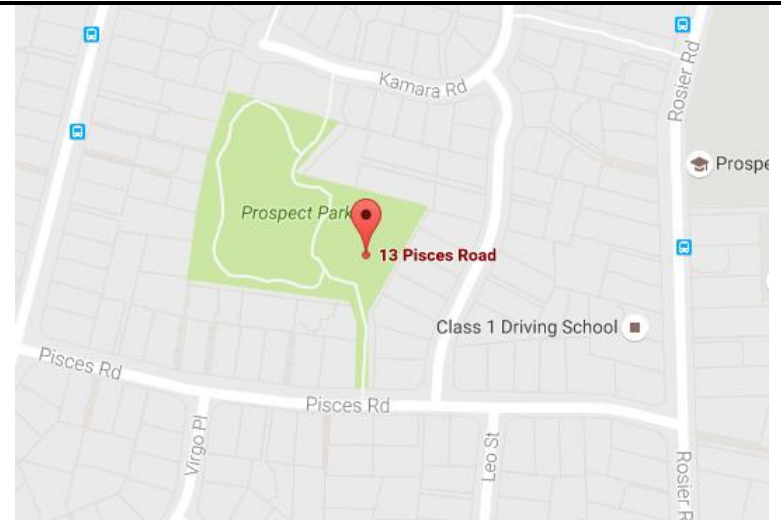 Kamara Rd
Rosier Rd
Prospe
Prospect Park
13 Pisces Road
Class 1 Driving School
Pisces Rd
Pisces Rd
Virgo Pl
Leo St
Rosier R